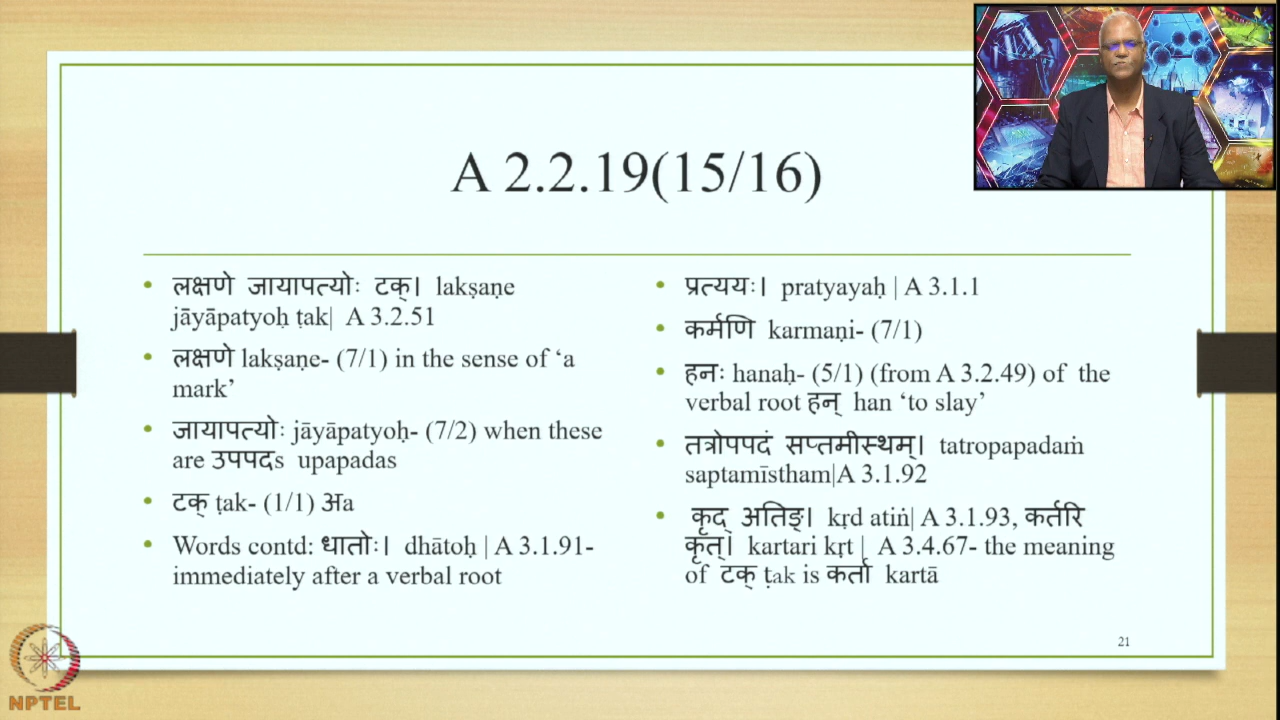 A 2.2.19(15/16)
• लक्षणे जायापत्योः टक्। lakṣaṇe
jāyāpatyoḥ ṭak| A 3.2.51
• लक्षणे lakṣaṇe- (7/1) in the sense of ‘a
mark’
• जायापत्योः jāyāpatyoḥ- (7/2) when these
are उपपदs upapadas
• टक् ṭak- (1/1) अa
• Words contd: धातोः। dhātoḥ | A 3.1.91-
immediately after a verbal root
• प्रत्ययः। pratyayaḥ | A 3.1.1
• कर्मणि karmaṇi- (7/1)
• हनः hanaḥ- (5/1) (from A 3.2.49) of the
verbal root हन् han ‘to slay’
• तत्रोपपदं सप्तमीस्थम्। tatropapadaṁ
saptamīstham|A 3.1.92
• कृद् अतिङ्। kṛd atiṅ| A 3.1.93, कर्तरि
कृत्। kartari kṛt | A 3.4.67- the meaning
of टक् ṭak is कर्ता kartā
21
NPTEL